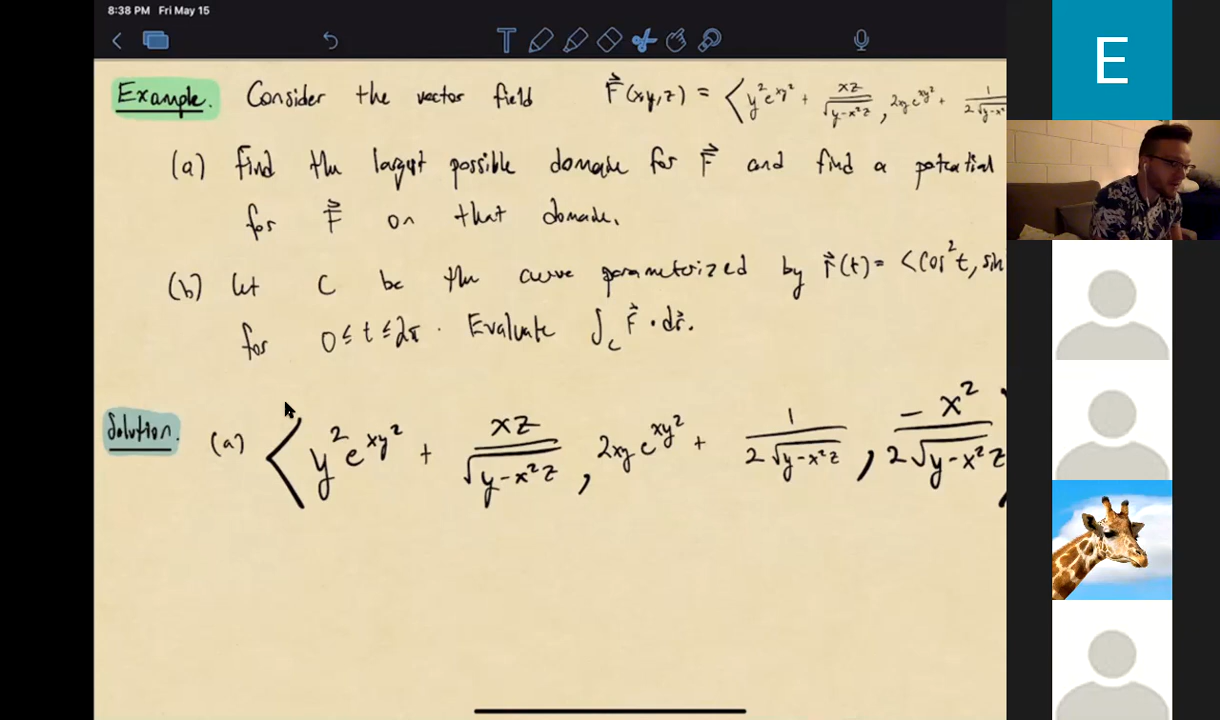 8:38 PM Fri May 15
E
Example. Consider the vector field F⃗(x,y,z) = ⟨y²e^{xy²} + xz/√(y-x²z), 2xy e^{xy²} + 1/(2√(y-x²z)
(a) Find the largest possible domain for F⃗ and find a potential
for F⃗ on that domain.
(b) Let C be the curve parameterized by r⃗(t) = <cos²t, sin
for 0 ≤ t ≤ 2π. Evaluate ∫_C F⃗ · dr⃗.
Solution. (a) ⟨y²e^{xy²} + xz/√(y-x²z), 2xy e^{xy²} + 1/(2√(y-x²z)), -x²/(2√(y-x²z))⟩